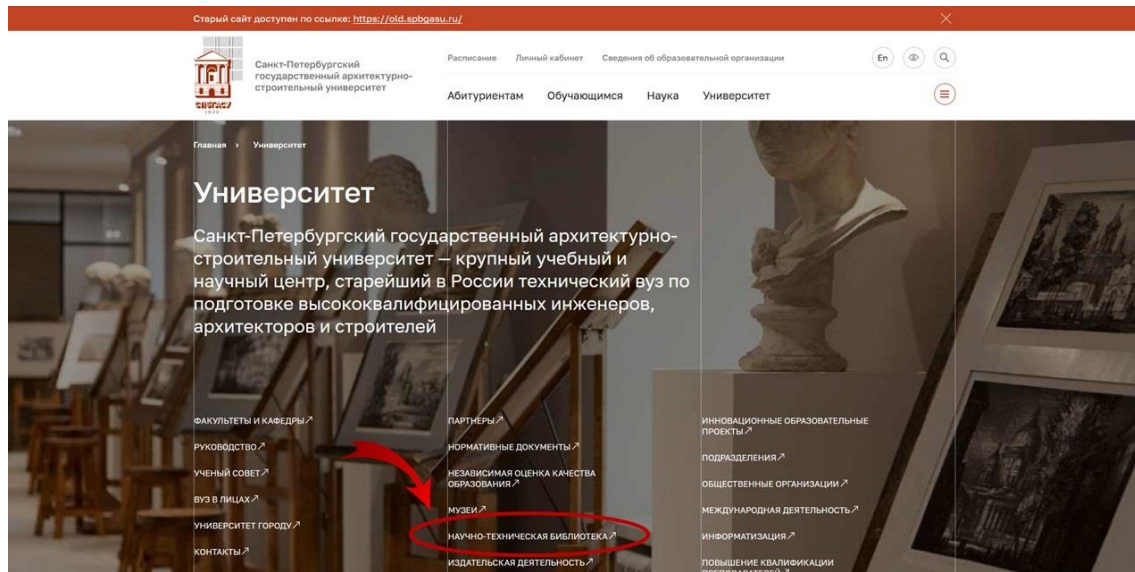 Старый сайт доступен по ссылке: https://old.spbgasu.ru/
Санкт-Петербургский
государственный архитектурно-
строительный университет
СПБГАСУ
1832
Расписание Личный кабинет Сведения об образовательной организации
En
Абитуриентам Обучающимся Наука Университет
Главная › Университет
Университет
Санкт-Петербургский государственный архитектурно-
строительный университет – крупный учебный и
научный центр, старейший в России технический вуз по
подготовке высококвалифицированных инженеров,
архитекторов и строителей
ФАКУЛЬТЕТЫ И КАФЕДРЫ↗
РУКОВОДСТВО↗
УЧЕНЫЙ СОВЕТ↗
ВУЗ В ЛИЦАХ↗
УНИВЕРСИТЕТ ГОРОДУ↗
КОНТАКТЫ↗
ПАРТНЕРЫ↗
НОРМАТИВНЫЕ ДОКУМЕНТЫ↗
НЕЗАВИСИМАЯ ОЦЕНКА КАЧЕСТВА
ОБРАЗОВАНИЯ↗
МУЗЕИ↗
НАУЧНО-ТЕХНИЧЕСКАЯ БИБЛИОТЕКА↗
ИЗДАТЕЛЬСКАЯ ДЕЯТЕЛЬНОСТЬ↗
ИННОВАЦИОННЫЕ ОБРАЗОВАТЕЛЬНЫЕ
ПРОЕКТЫ↗
ПОДРАЗДЕЛЕНИЯ↗
ОБЩЕСТВЕННЫЕ ОРГАНИЗАЦИИ↗
МЕЖДУНАРОДНАЯ ДЕЯТЕЛЬНОСТЬ↗
ИНФОРМАТИЗАЦИЯ↗
ПОВЫШЕНИЕ КВАЛИФИКАЦИИ